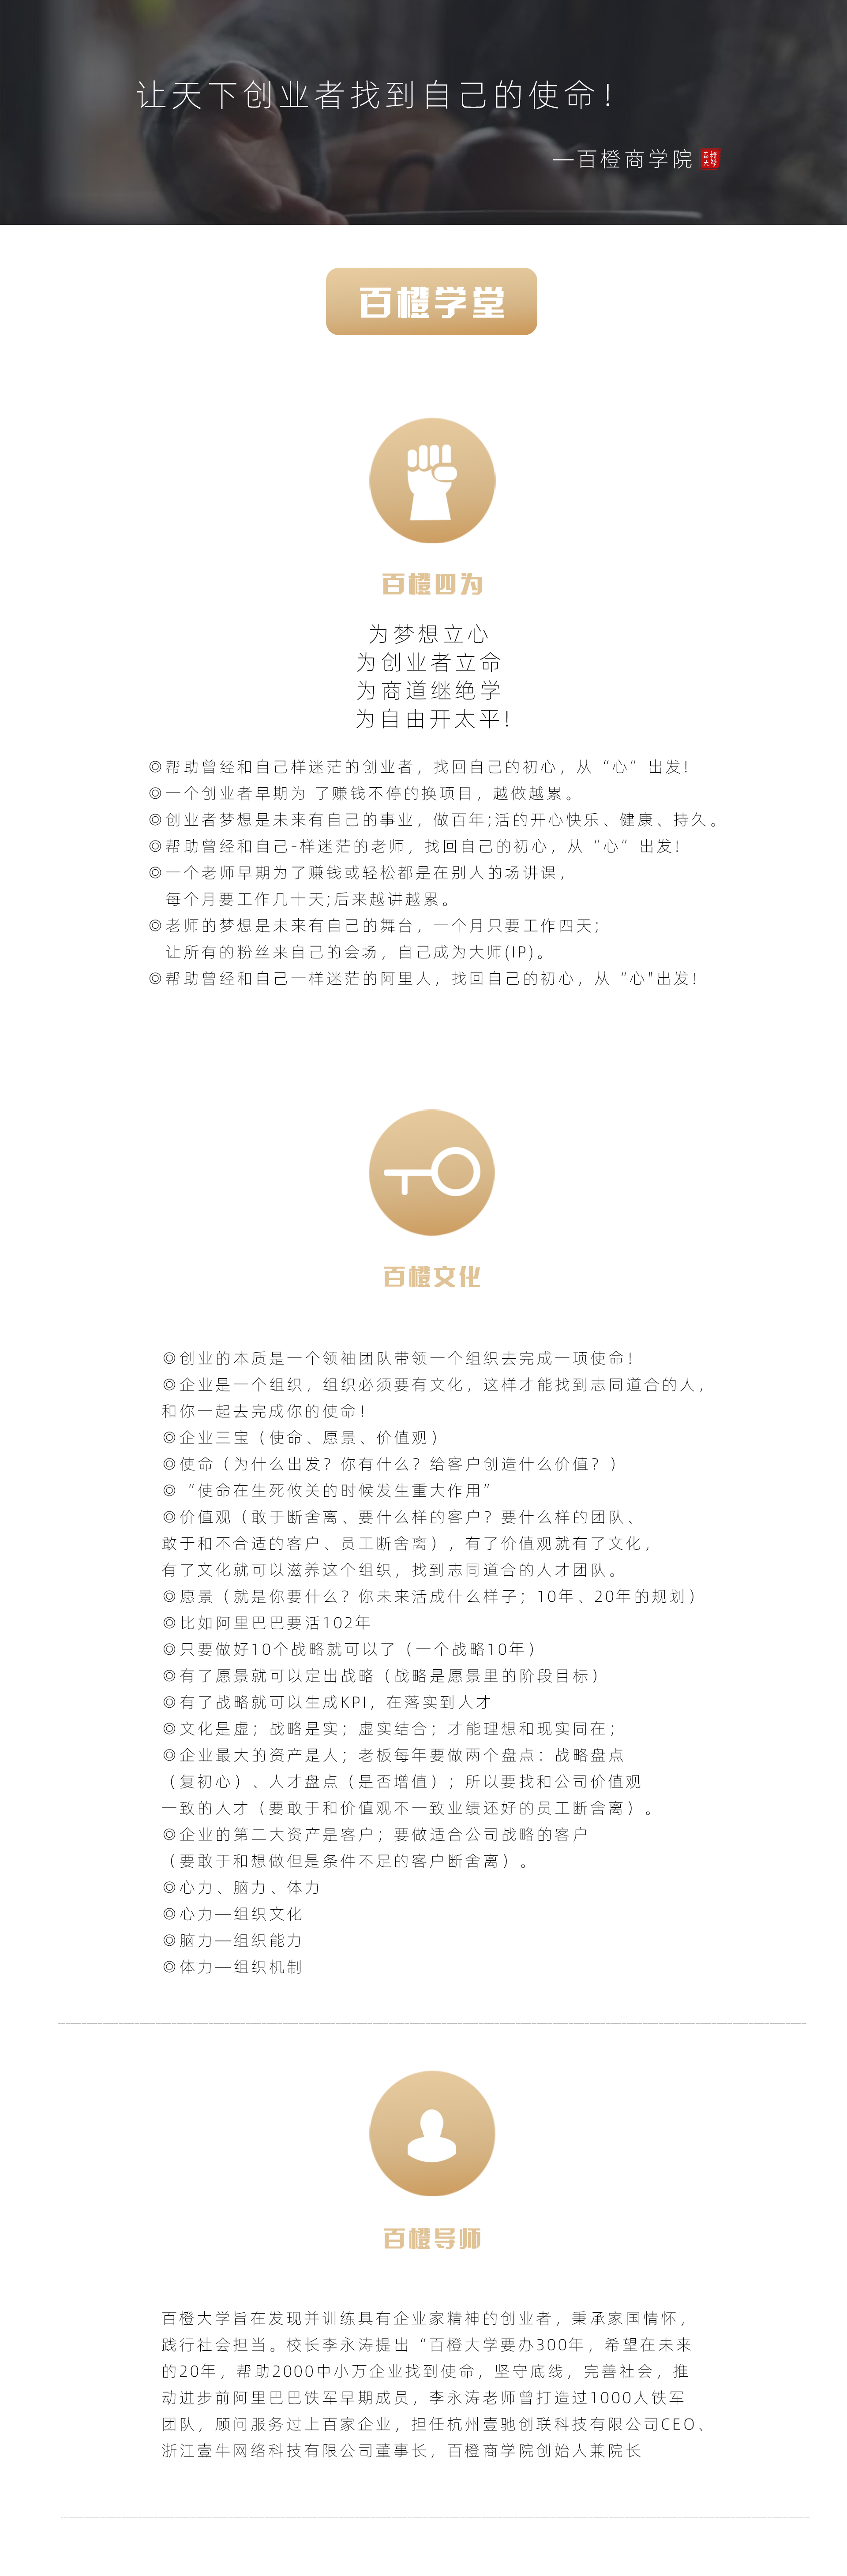 让天下创业者找到自己的使命！
—百橙商学院
百橙学堂
百橙四为
为梦想立心
为创业者立命
为商道继绝学
为自由开太平！
◎帮助曾经和自己样迷茫的创业者，找回自己的初心，从“心”出发！
◎一个创业者早期为 了赚钱不停的换项目，越做越累。
◎创业者梦想是未来有自己的事业，做百年;活的开心快乐、健康、持久。
◎帮助曾经和自己-样迷茫的老师，找回自己的初心，从“心”出发！
◎一个老师早期为了赚钱或轻松都是在别人的场讲课，
每个月要工作几十天;后来越讲越累。
◎老师的梦想是未来有自己的舞台，一个月只要工作四天;
让所有的粉丝来自己的会场，自己成为大师(IP)。
◎帮助曾经和自己一样迷茫的阿里人，找回自己的初心，从“心"出发！
百橙文化
◎创业的本质是一个领袖团队带领一个组织去完成一项使命！
◎企业是一个组织，组织必须要有文化，这样才能找到志同道合的人，
和你一起去完成你的使命！
◎企业三宝（使命、愿景、价值观）
◎使命（为什么出发？你有什么？给客户创造什么价值？）
◎“使命在生死攸关的时候发生重大作用”
◎价值观（敢于断舍离、要什么样的客户？要什么样的团队、
敢于和不合适的客户、员工断舍离），有了价值观就有了文化，
有了文化就可以滋养这个组织，找到志同道合的人才团队。
◎愿景（就是你要什么？你未来活成什么样子；10年、20年的规划）
◎比如阿里巴巴要活102年
◎只要做好10个战略就可以了（一个战略10年）
◎有了愿景就可以定出战略（战略是愿景里的阶段目标）
◎有了战略就可以生成KPI，在落实到人才
◎文化是虚；战略是实；虚实结合；才能理想和现实同在；
◎企业最大的资产是人；老板每年要做两个盘点：战略盘点
（复初心）、人才盘点（是否增值）；所以要找和公司价值观
一致的人才（要敢于和价值观不一致业绩还好的员工断舍离）。
◎企业的第二大资产是客户；要做适合公司战略的客户
（要敢于和想做但是条件不足的客户断舍离）。
◎心力、脑力、体力
◎心力—组织文化
◎脑力—组织能力
◎体力—组织机制
百橙导师
百橙大学旨在发现并训练具有企业家精神的创业者，秉承家国情怀，
践行社会担当。校长李永涛提出“百橙大学要办300年，希望在未来
的20年，帮助2000中小万企业找到使命，坚守底线，完善社会，推
动进步前阿里巴巴铁军早期成员，李永涛老师曾打造过1000人铁军
团队，顾问服务过上百家企业，担任杭州壹驰创联科技有限公司CEO、
浙江壹牛网络科技有限公司董事长，百橙商学院创始人兼院长